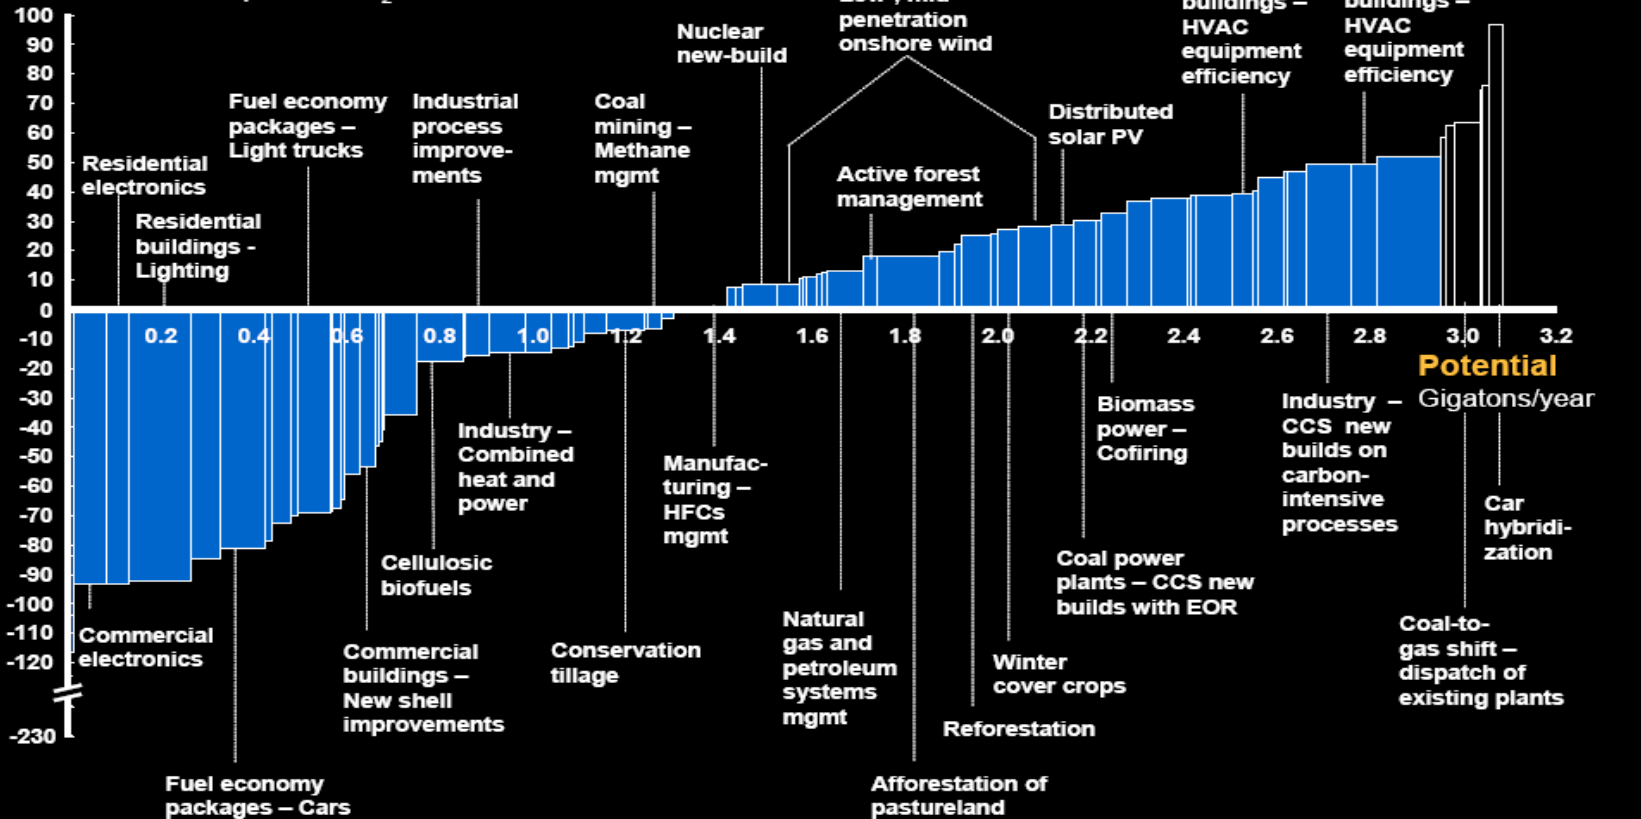 100
90
80
70
60
50
40
30
20
10
0
-10
-20
-30
-40
-50
-60
-70
-80
-90
-100
-110
-120
-230
Residential
electronics
Residential
buildings -
Lighting
Fuel economy
packages –
Light trucks
Industrial
process
improve-
ments
Coal
mining –
Methane
mgmt
Nuclear
new-build
penetration
onshore wind
Active forest
management
Distributed
solar PV
buildings –
HVAC
equipment
efficiency
buildings –
HVAC
equipment
efficiency
0.2 0.4 0.6 0.8 1.0 1.2 1.4 1.6 1.8 2.0 2.2 2.4 2.6 2.8 3.0 3.2
Potential
Gigatons/year
Commercial
electronics
Fuel economy
packages – Cars
Commercial
buildings –
New shell
improvements
Cellulosic
biofuels
Industry –
Combined
heat and
power
Conservation
tillage
Manufac-
turing –
HFCs
mgmt
Natural
gas and
petroleum
systems
mgmt
Afforestation of
pastureland
Reforestation
Winter
cover crops
Coal power
plants – CCS new
builds with EOR
Biomass
power –
Cofiring
Industry –
CCS new
builds on
carbon-
intensive
processes
Car
hybridi-
zation
Coal-to-
gas shift –
dispatch of
existing plants